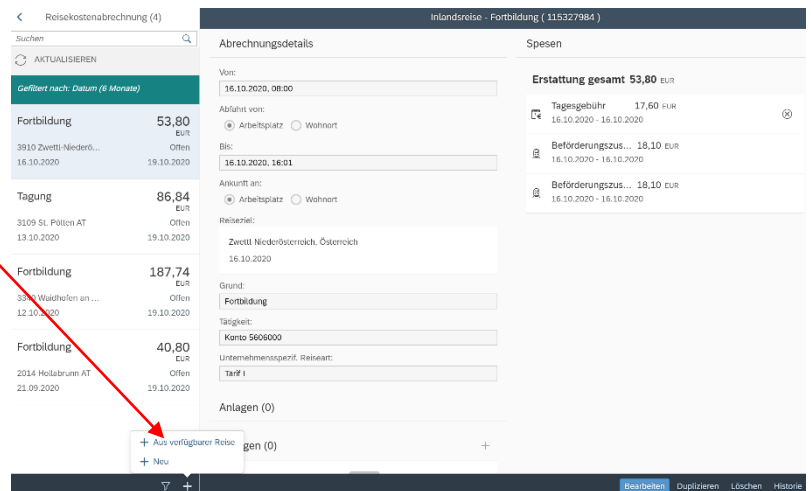 Reisekostenabrechnung (4)
Suchen
AKTUALISIEREN
Gefiltert nach: Datum (6 Monate)
Fortbildung 53,80
EUR
3910 Zwettl-Niederö... Offen
16.10.2020 19.10.2020
Tagung 86,84
EUR
3109 St. Pölten AT Offen
13.10.2020 19.10.2020
Fortbildung 187,74
EUR
3340 Waidhofen an ... Offen
12.10.2020 19.10.2020
Fortbildung 40,80
EUR
2014 Hollabrunn AT Offen
21.09.2020 19.10.2020
+ Aus verfügbarer Reise
+ Neu
Inlandsreise - Fortbildung ( 115327984 )
Abrechnungsdetails
Von:
16.10.2020, 08:00
Abfahrt von:
Arbeitsplatz Wohnort
Bis:
16.10.2020, 16:01
Ankunft an:
Arbeitsplatz Wohnort
Reiseziel:
Zwettl Niederösterreich, Österreich
16.10.2020
Grund:
Fortbildung
Tätigkeit:
Konto 5606000
Unternehmensspezif. Reiseart:
Tarif I
Anlagen (0)
gen (0)
Spesen
Erstattung gesamt 53,80 EUR
Tagesgebühr 17,60 EUR
16.10.2020 - 16.10.2020
Beförderungszus... 18,10 EUR
16.10.2020 - 16.10.2020
Beförderungszus... 18,10 EUR
16.10.2020 - 16.10.2020
Bearbeiten Duplizieren Löschen Historie